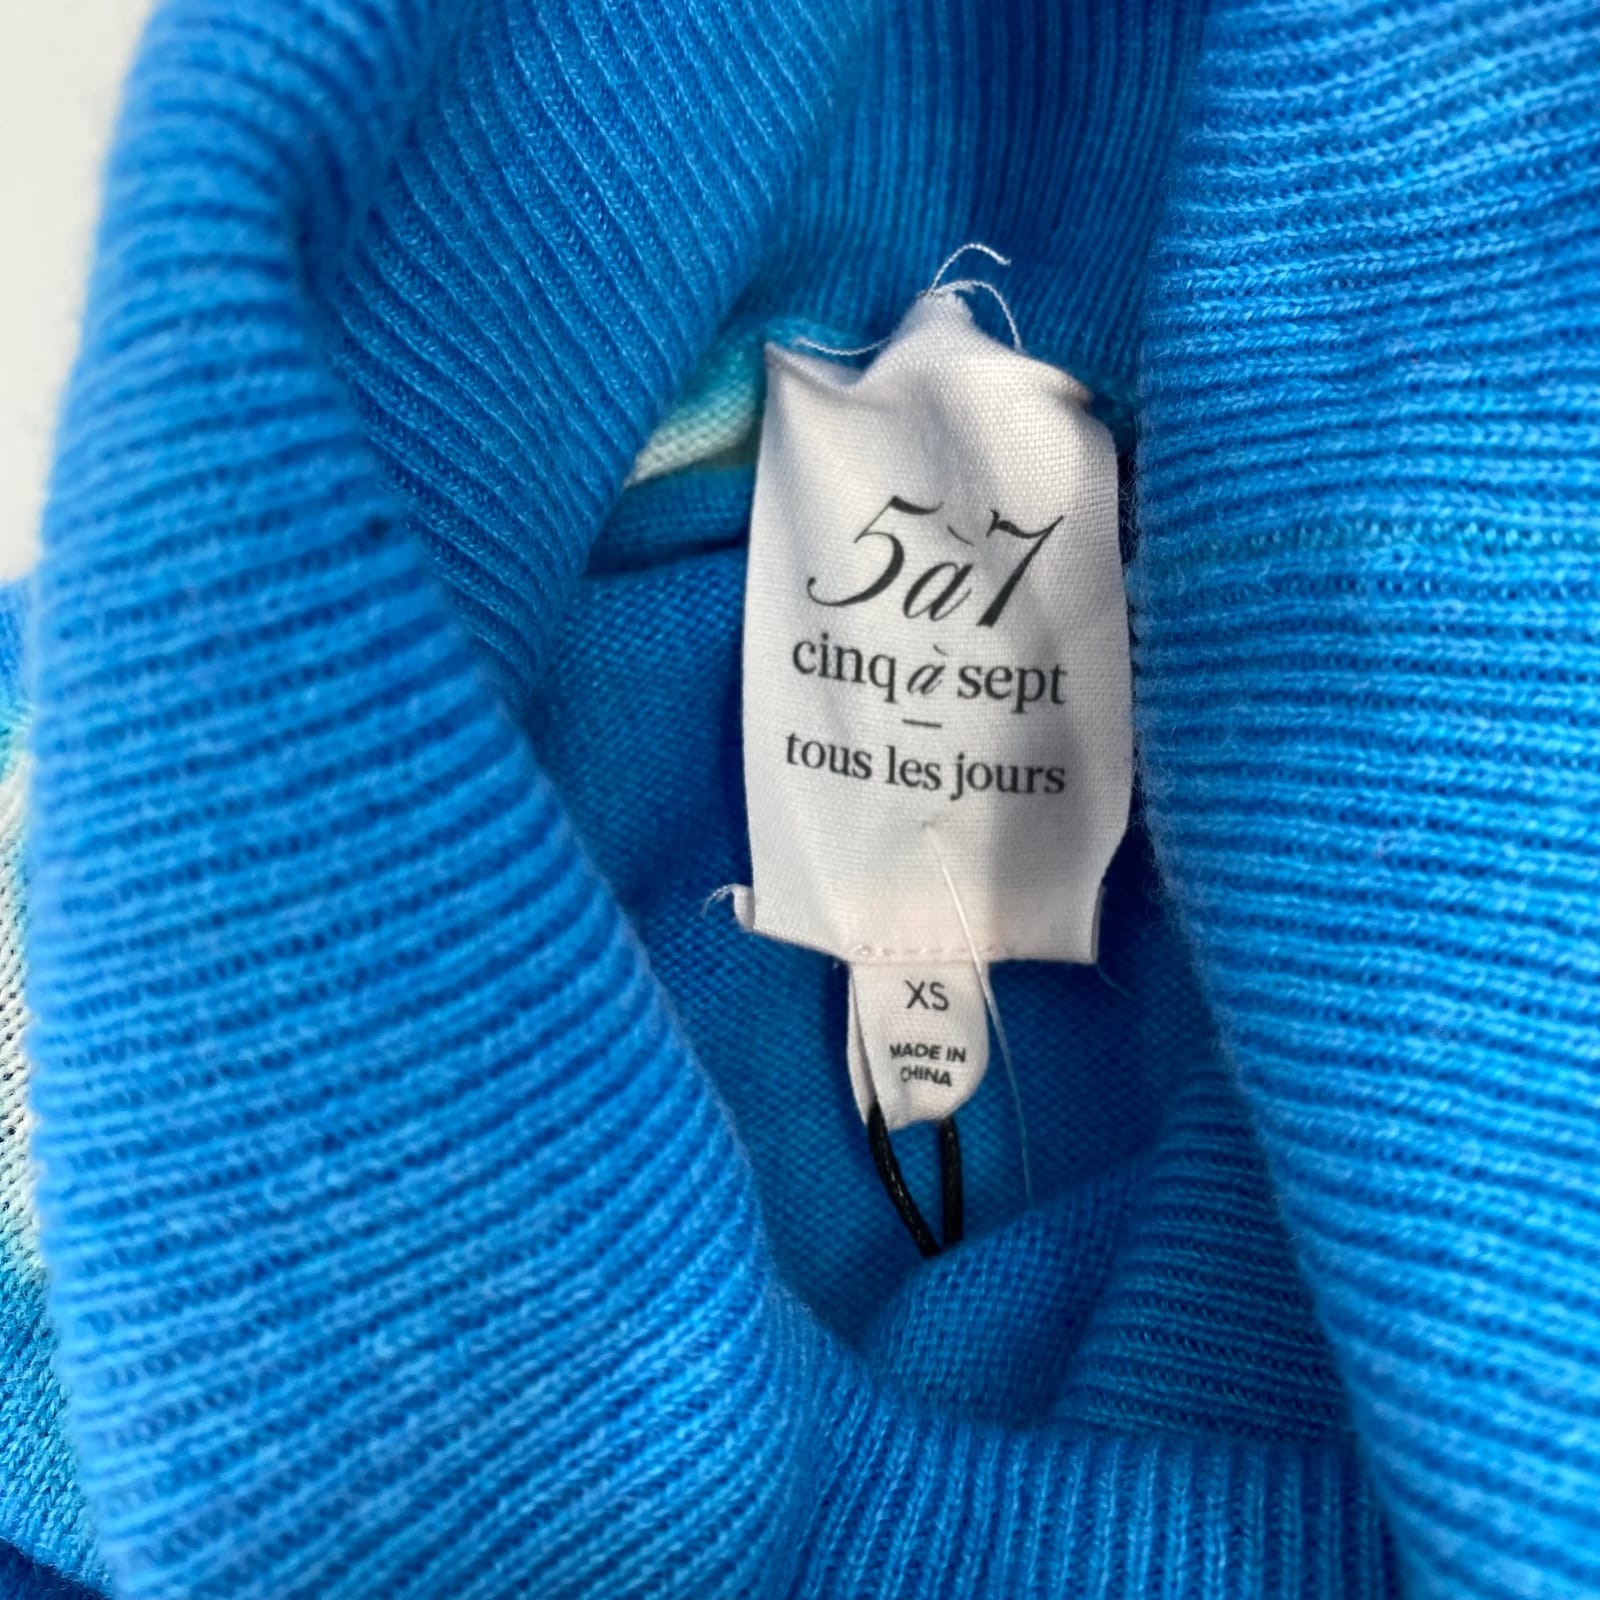 5à7
cinq à sept
—
tous les jours
XS
MADE IN
CHINA